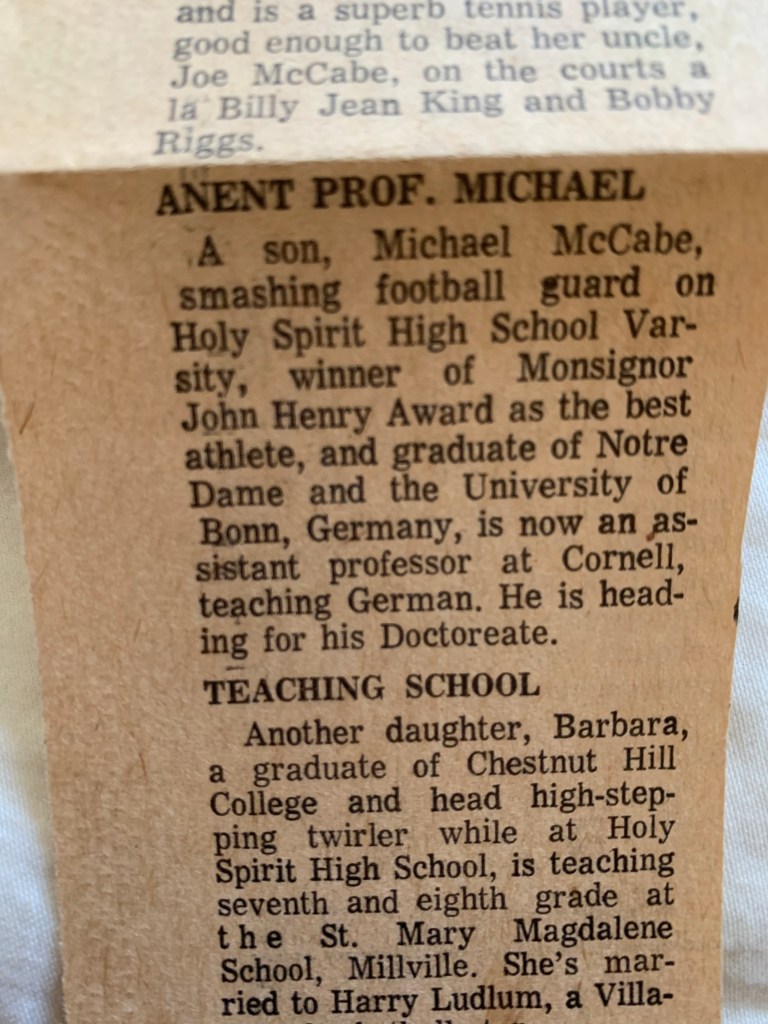 and is a superb tennis player,
good enough to beat her uncle,
Joe McCabe, on the courts a
la Billy Jean King and Bobby
Riggs.
ANENT PROF. MICHAEL
A son, Michael McCabe,
smashing football guard on
Holy Spirit High School Var-
sity, winner of Monsignor
John Henry Award as the best
athlete, and graduate of Notre
Dame and the University of
Bonn, Germany, is now an as-
sistant professor at Cornell,
teaching German. He is head-
ing for his Doctoreate.
TEACHING SCHOOL
Another daughter, Barbara,
a graduate of Chestnut Hill
College and head high-step-
ping twirler while at Holy
Spirit High School, is teaching
seventh and eighth grade at
the St. Mary Magdalene
School, Millville. She's mar-
ried to Harry Ludlum, a Villa-